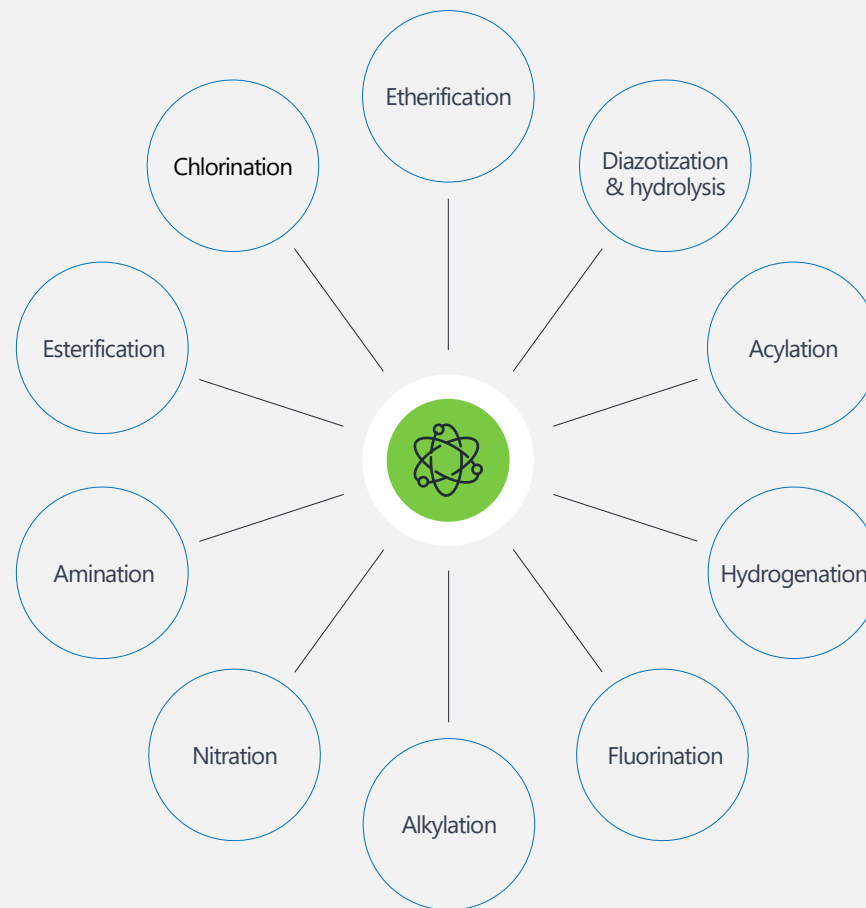 Etherification
Chlorination
Diazotization
& hydrolysis
Esterification
Acylation
Amination
Hydrogenation
Nitration
Fluorination
Alkylation